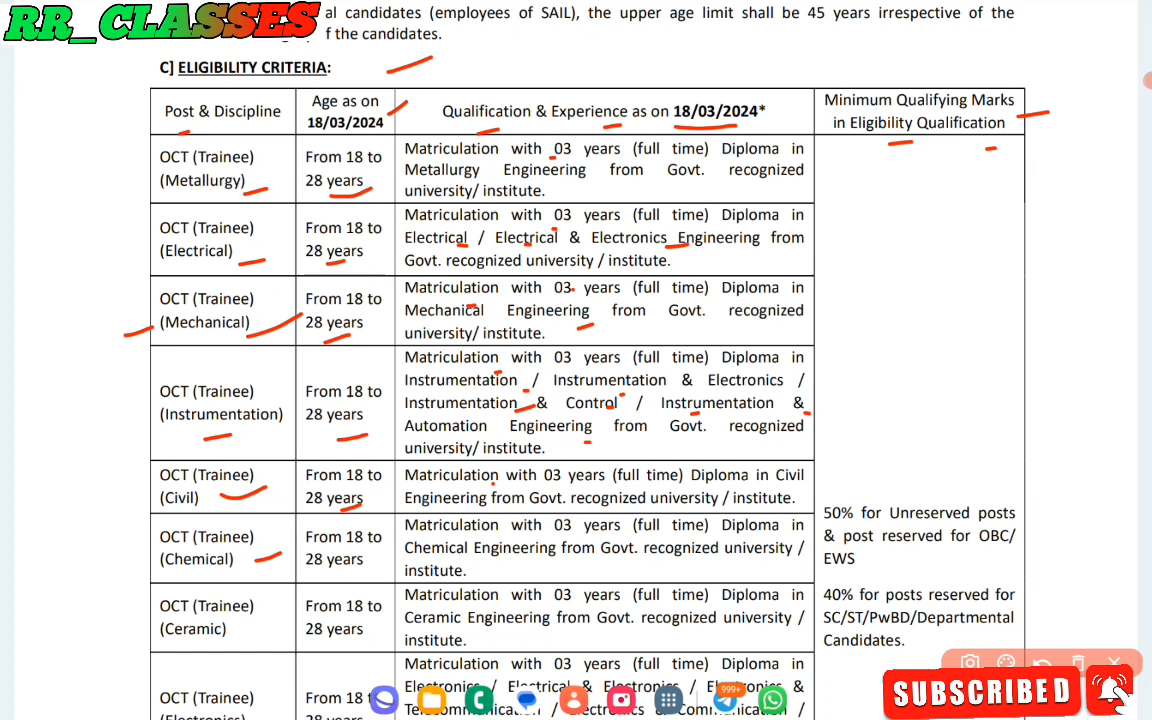 RR_CLASSES
al candidates (employees of SAIL), the upper age limit shall be 45 years irrespective of the
f the candidates.
C] ELIGIBILITY CRITERIA:
Post & Discipline
Age as on
18/03/2024
Qualification & Experience as on 18/03/2024*
Minimum Qualifying Marks
in Eligibility Qualification
OCT (Trainee)
(Metallurgy)
From 18 to
28 years
Matriculation with 03 years (full time) Diploma in
Metallurgy Engineering from Govt. recognized
university/ institute.
OCT (Trainee)
(Electrical)
From 18 to
28 years
Matriculation with 03 years (full time) Diploma in
Electrical / Electrical & Electronics Engineering from
Govt. recognized university / institute.
OCT (Trainee)
(Mechanical)
From 18 to
28 years
Matriculation with 03 years (full time) Diploma in
Mechanical Engineering from Govt. recognized
university/ institute.
OCT (Trainee)
(Instrumentation)
From 18 to
28 years
Matriculation with 03 years (full time) Diploma in
Instrumentation / Instrumentation & Electronics /
Instrumentation & Control / Instrumentation &
Automation Engineering from Govt. recognized
university/ institute.
OCT (Trainee)
(Civil)
From 18 to
28 years
Matriculation with 03 years (full time) Diploma in Civil
Engineering from Govt. recognized university / institute.
OCT (Trainee)
(Chemical)
From 18 to
28 years
Matriculation with 03 years (full time) Diploma in
Chemical Engineering from Govt. recognized university /
institute.
OCT (Trainee)
(Ceramic)
From 18 to
28 years
Matriculation with 03 years (full time) Diploma in
Ceramic Engineering from Govt. recognized university /
institute.
OCT (Trainee)
From 18
Matriculation with 03 years (full time) Diploma in
Electronics / Electrical & Electronics / &
/
50% for Unreserved posts
& post reserved for OBC/
EWS
40% for posts reserved for
SC/ST/PwBD/Departmental
Candidates.
999+
SUBSCRIBED